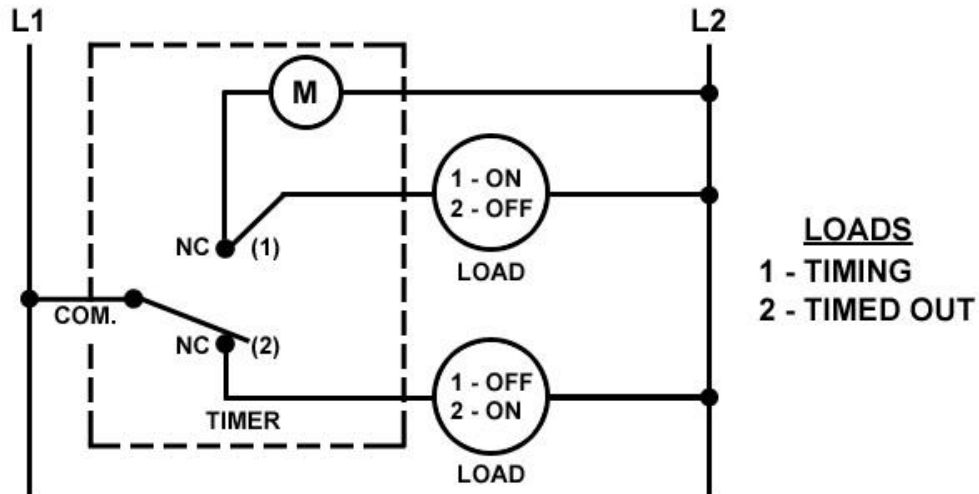 L1
L2
M
1 - ON
2 - OFF
LOAD
NC (1)
LOADS
1 - TIMING
2 - TIMED OUT
COM.
NC (2)
1 - OFF
2 - ON
TIMER
LOAD